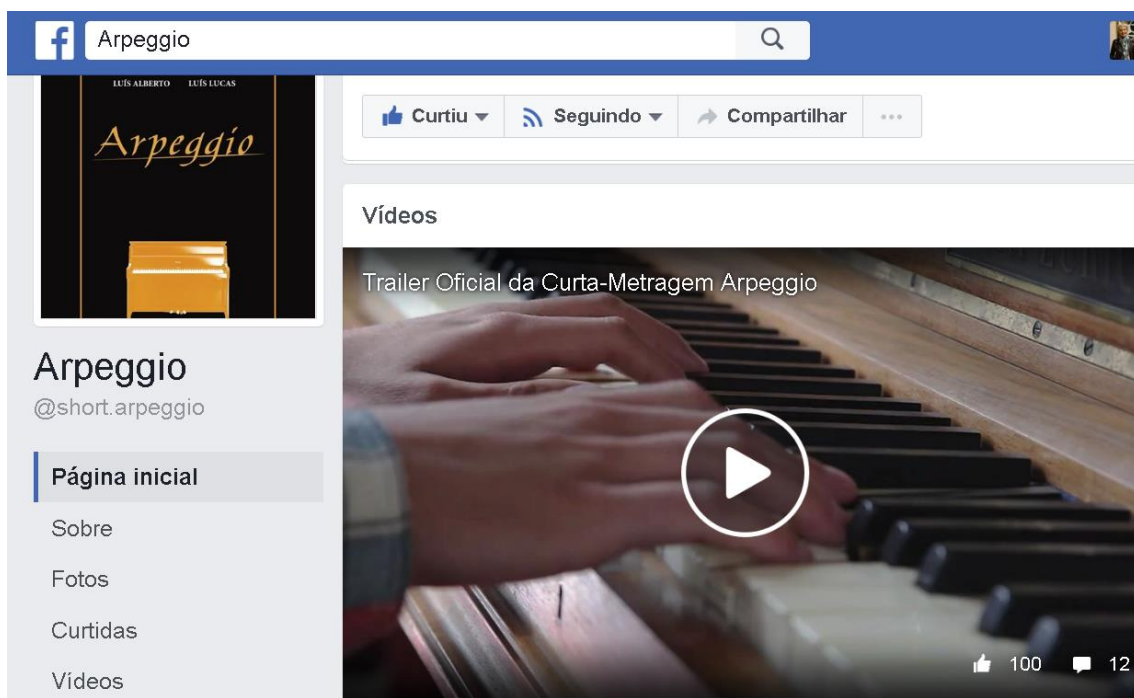 Arpeggio
LUÍS ALBERTO LUÍS LUCAS
Arpeggio
Arpeggio
@short.arpeggio
Página inicial
Sobre
Fotos
Curtidas
Vídeos
Curtiu Seguindo Compartilhar
Vídeos
Trailer Oficial da Curta-Metragem Arpeggio
100 12